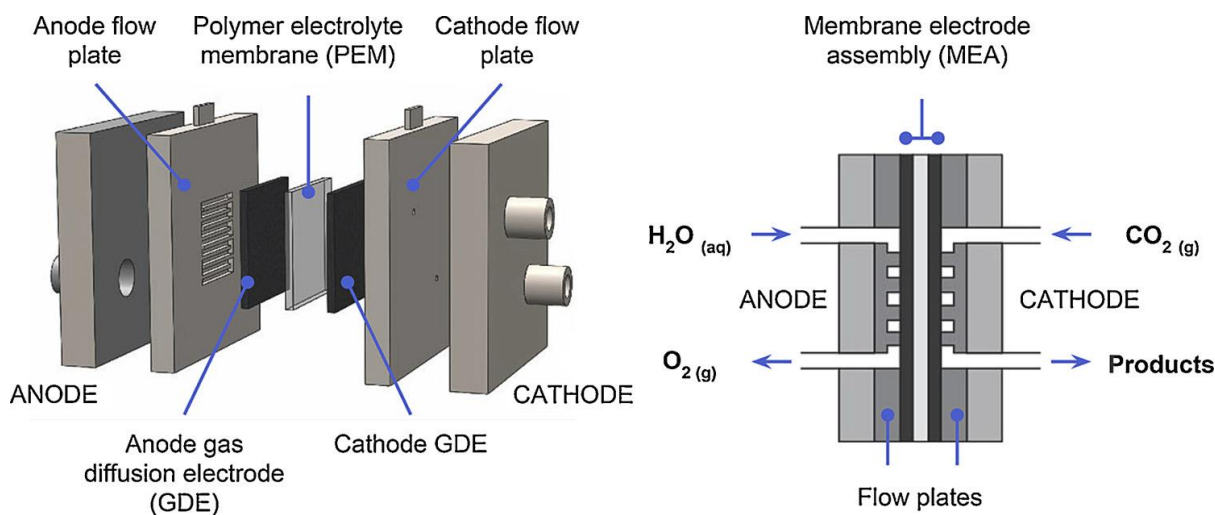 Anode flow
plate
Polymer electrolyte
membrane (PEM)
Cathode flow
plate
ANODE
CATHODE
Anode gas
diffusion electrode
(GDE)
Cathode GDE
Membrane electrode
assembly (MEA)
H₂O (aq)
CO₂ (g)
ANODE
CATHODE
O₂ (g)
Products
Flow plates